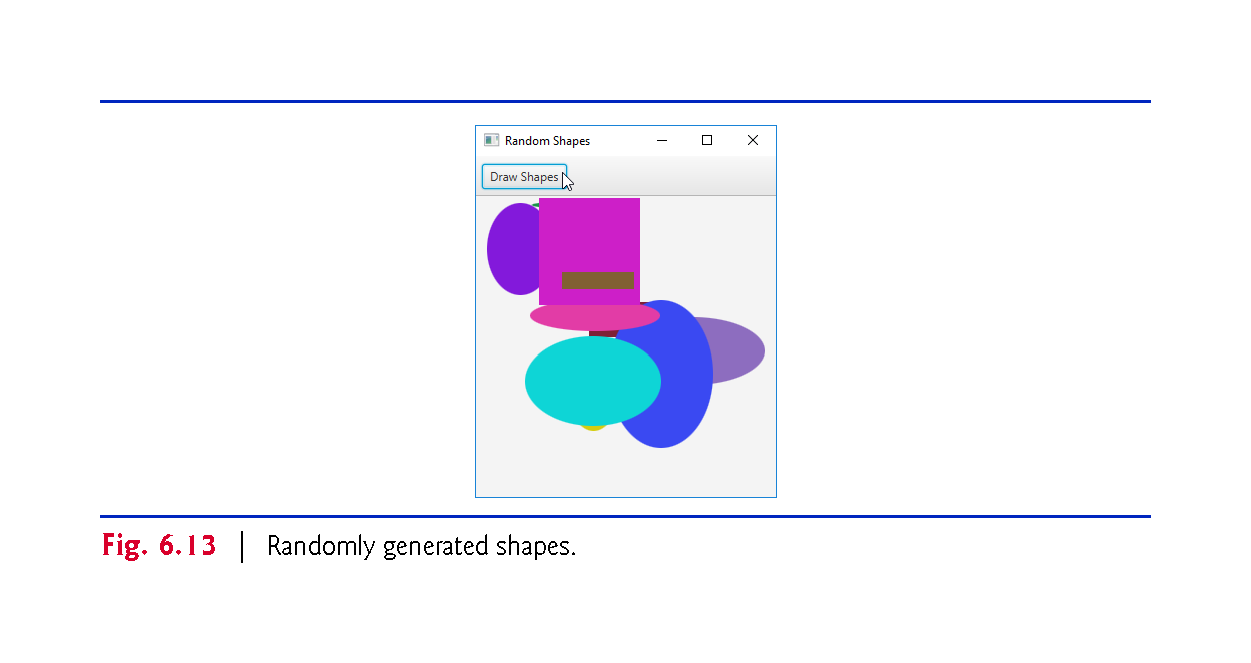 Random Shapes
Draw Shapes
Fig. 6.13 | Randomly generated shapes.